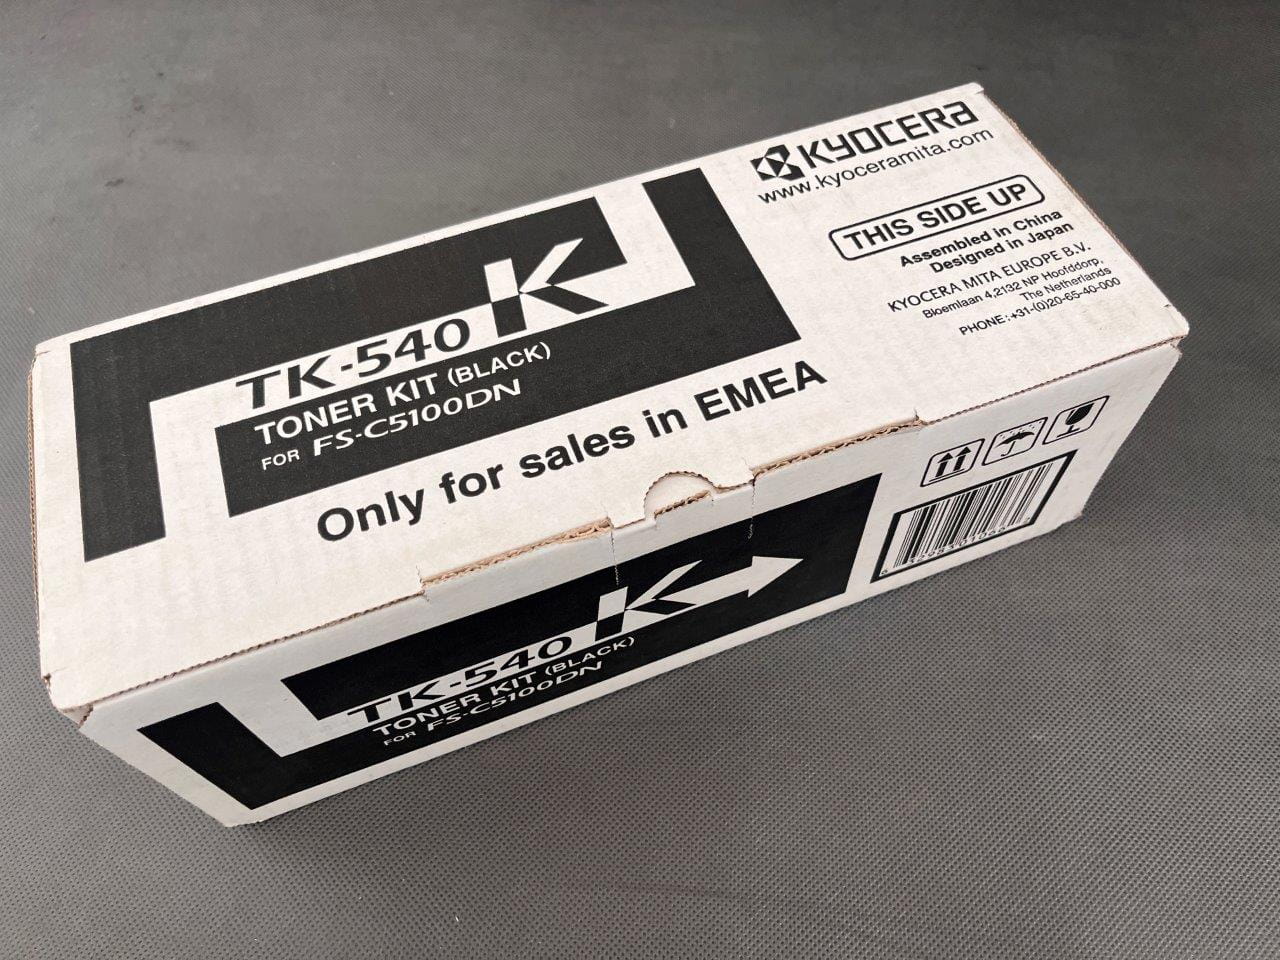 KYOCERA
www.kyoceramita.com
THIS SIDE UP
Assembled in China
Designed in Japan
KYOCERA MITA EUROPE B.V.
Bloemlaan 4,2132 NP Hoofddorp,
The Netherlands
PHONE:+31-(0)20-65-40-000
K
TK-540
TONER KIT (BLACK)
FOR FS-C5100DN
Only for sales in EMEA
K
TK-540
TONER KIT (BLACK)
FOR FS-C5100DN